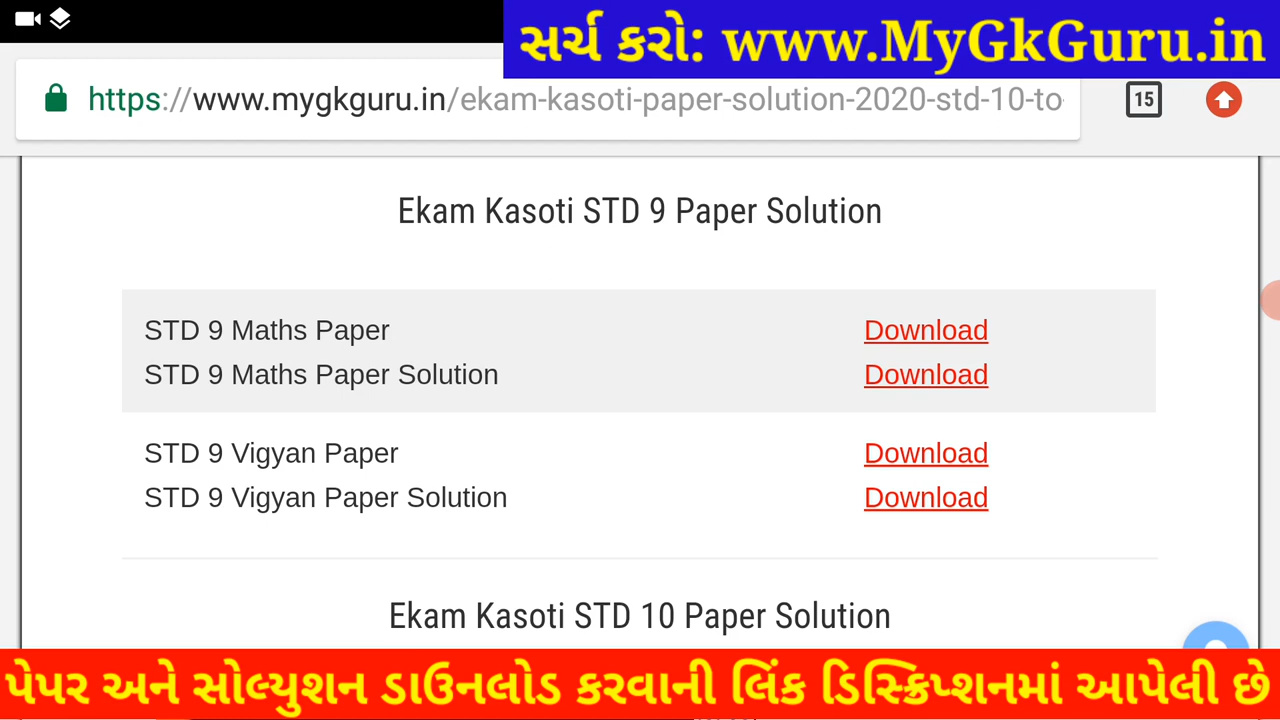 સર્ચ કરો: www.MyGkGuru.in
https://www.mygkguru.in/ekam-kasoti-paper-solution-2020-std-10-to
15
Ekam Kasoti STD 9 Paper Solution
STD 9 Maths Paper Download
STD 9 Maths Paper Solution Download
STD 9 Vigyan Paper Download
STD 9 Vigyan Paper Solution Download
Ekam Kasoti STD 10 Paper Solution
પેપર અને સોલ્યુશન ડાઉનલોડ કરવાની લિંક ડિસ્ક્રિપ્શનમાં આપેલી છે